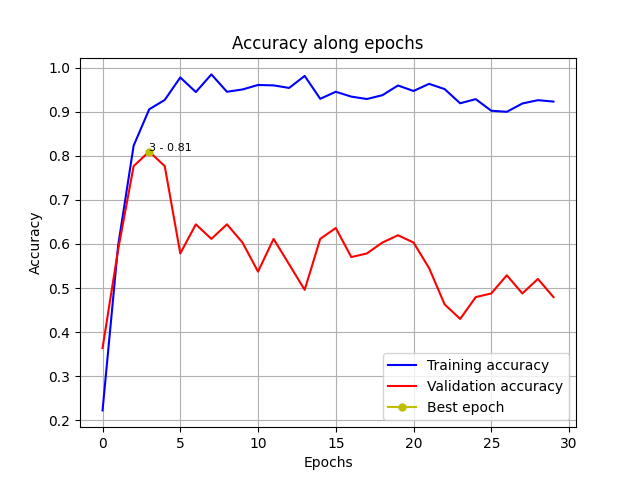 Accuracy along epochs
Accuracy
1.0
0.9
0.8
0.7
0.6
0.5
0.4
0.3
0.2
3 - 0.81
Training accuracy
Validation accuracy
Best epoch
0 5 10 15 20 25 30
Epochs